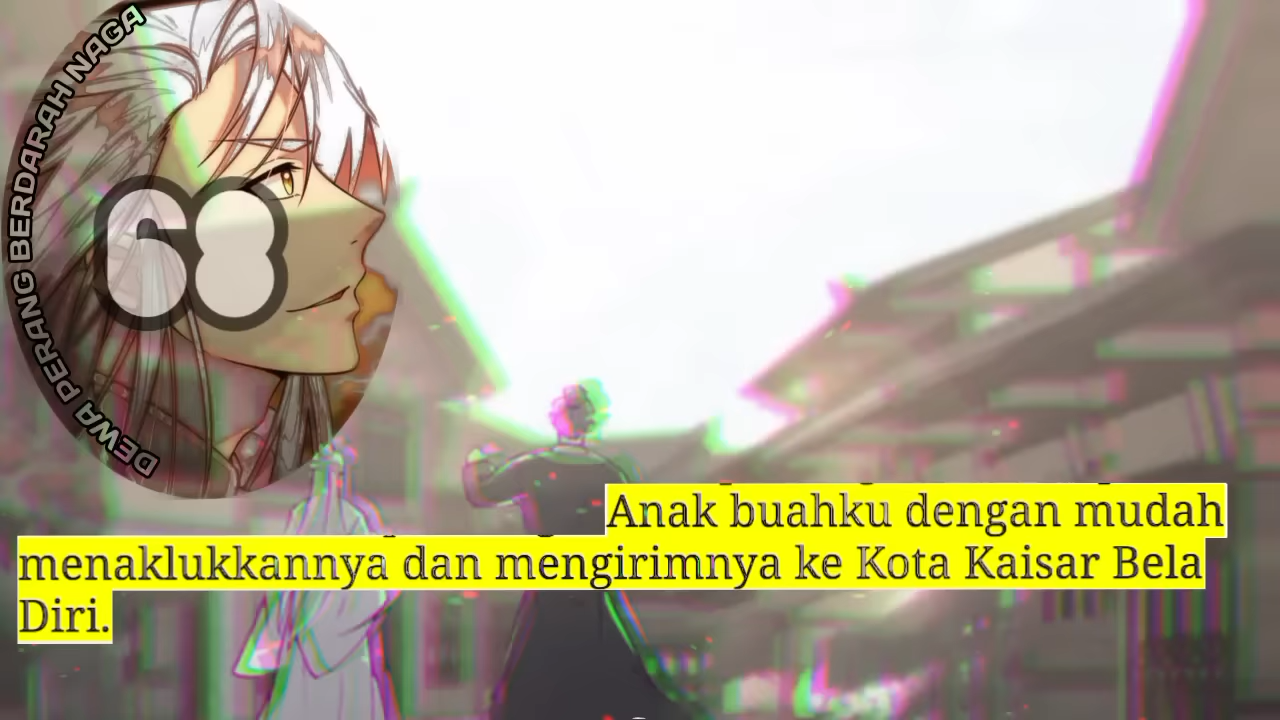 DEWA PERANG BERDARAH NAGA
68
Anak buahku dengan mudah
menaklukkannya dan mengirimnya ke Kota Kaisar Bela
Diri.